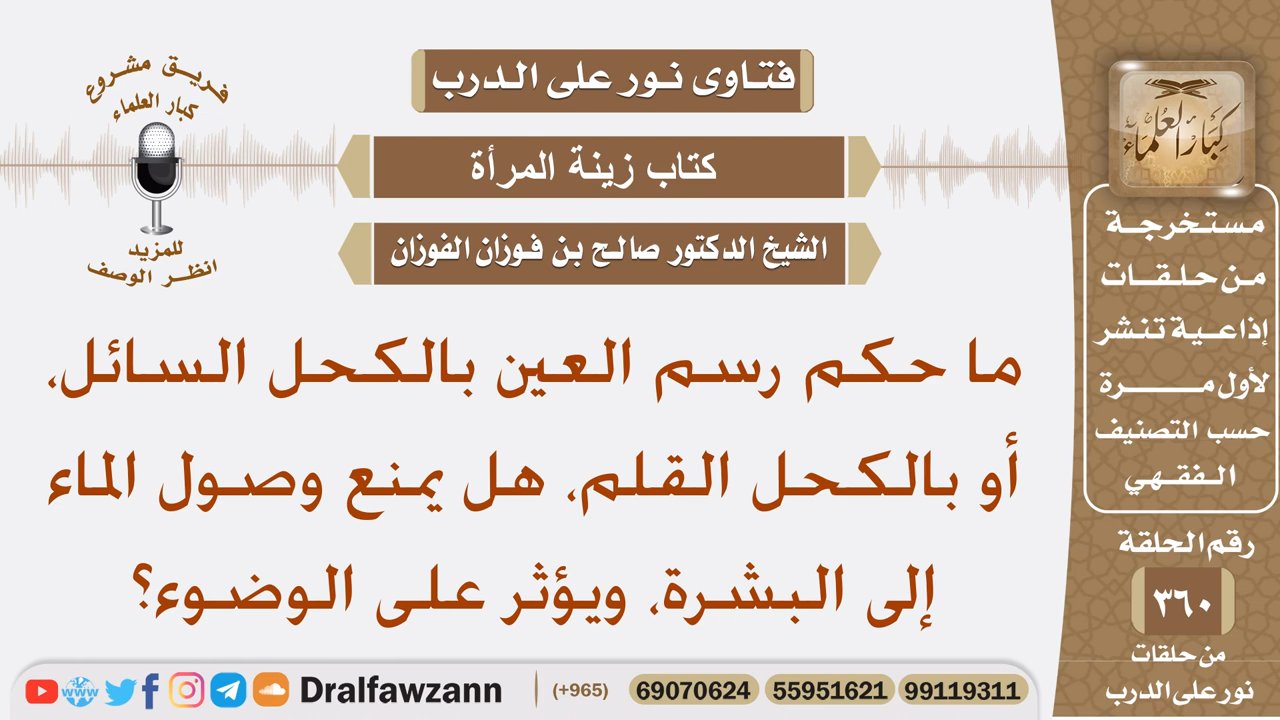 فتاوى نور على الدرب
كتاب زينة المرأة
الشيخ الدكتور صالح بن فوزان الفوزان
ما حكم رسم العين بالكحل السائل،
أو بالكحل القلم، هل يمنع وصول الماء
إلى البشرة، ويؤثر على الوضوء؟
فريق مشروع
كبار العلماء
للمزيد
انظر الوصف
كبار العلماء
مستخرجة
من حلقات
إذاعية تنشر
لأول مرة
حسب التصنيف
الفقهي
رقم الحلقة
٣٦٠
من حلقات
نور على الدرب
www Dralfawzann (+965) 69070624 55951621 99119311